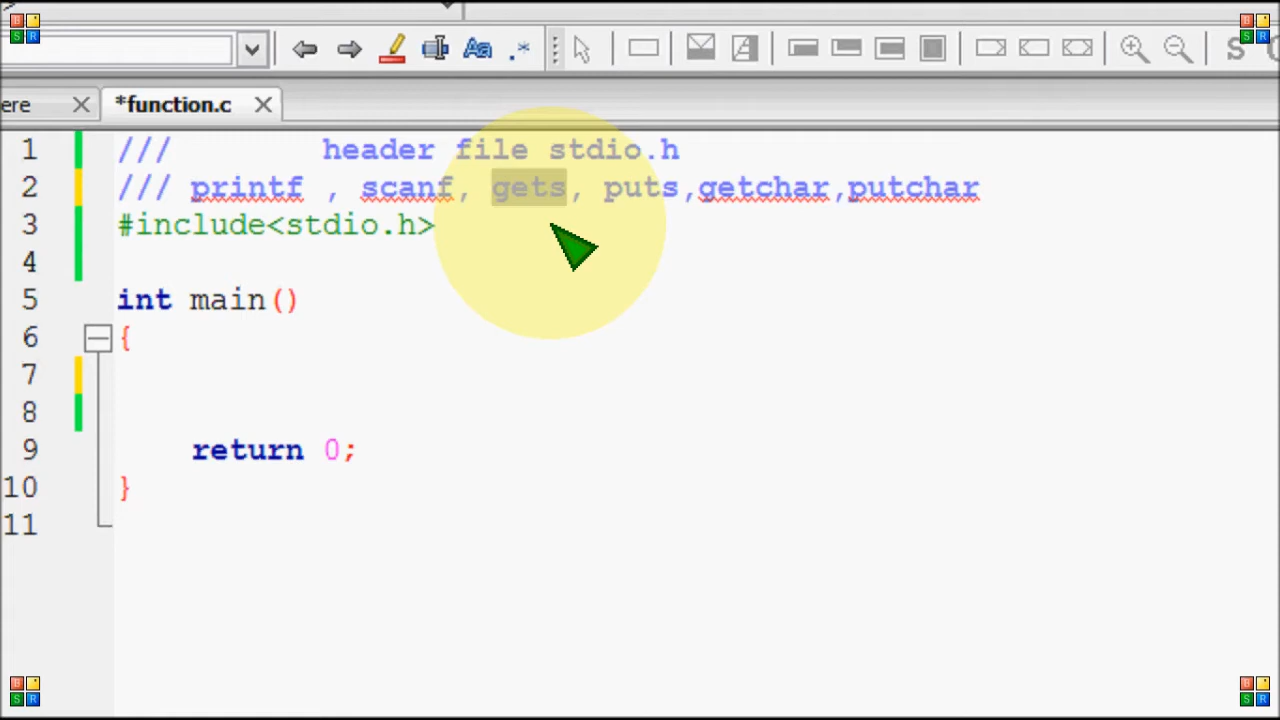 ere
*function.c
1 /// header file stdio.h
2 /// printf , scanf, gets, puts,getchar,putchar
3 #include<stdio.h>
4
5 int main()
6 {
7
8
9 return 0;
10 }
11